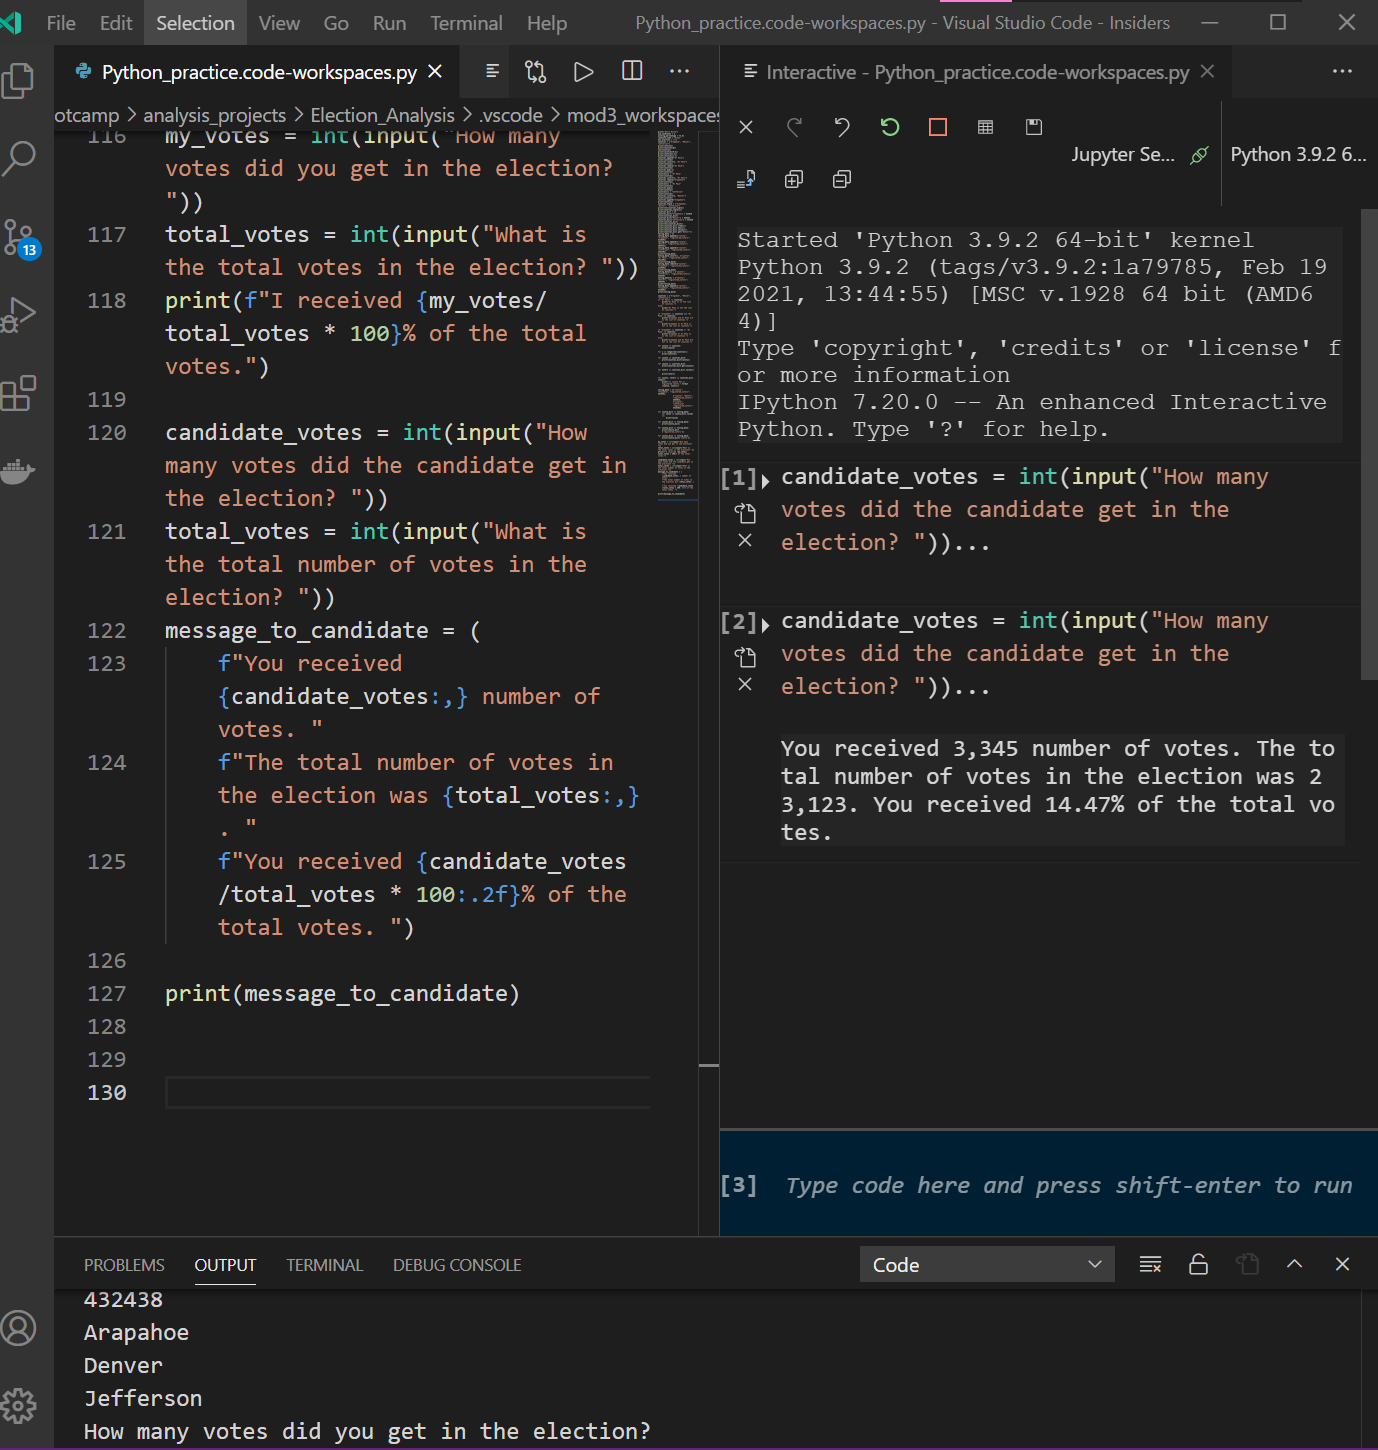 File Edit Selection View Go Run Terminal Help Python_practice.code-workspaces.py - Visual Studio Code - Insiders
Python_practice.code-workspaces.py
otcamp > analysis_projects > Election_Analysis > .vscode > mod3_workspaces
116 my_votes = int(input("How many
votes did you get in the election?
"))
117 total_votes = int(input("What is
the total votes in the election? "))
118 print(f"I received {my_votes/
total_votes * 100}% of the total
votes.")
119
120 candidate_votes = int(input("How
many votes did the candidate get in
the election? "))
121 total_votes = int(input("What is
the total number of votes in the
election? "))
122 message_to_candidate = (
123 f"You received
{candidate_votes:,} number of
votes. "
124 f"The total number of votes in
the election was {total_votes:,}
. "
125 f"You received {candidate_votes
/total_votes * 100:.2f}% of the
total votes. ")
126
127 print(message_to_candidate)
128
129
130
13
Interactive - Python_practice.code-workspaces.py
Jupyter Se... Python 3.9.2 6...
Started 'Python 3.9.2 64-bit' kernel
Python 3.9.2 (tags/v3.9.2:1a79785, Feb 19
2021, 13:44:55) [MSC v.1928 64 bit (AMD6
4)]
Type 'copyright', 'credits' or 'license' f
or more information
IPython 7.20.0 -- An enhanced Interactive
Python. Type '?' for help.
[1] candidate_votes = int(input("How many
votes did the candidate get in the
election? "))...
[2] candidate_votes = int(input("How many
votes did the candidate get in the
election? "))...
You received 3,345 number of votes. The to
tal number of votes in the election was 2
3,123. You received 14.47% of the total vo
tes.
[3] Type code here and press shift-enter to run
PROBLEMS OUTPUT TERMINAL DEBUG CONSOLE Code
432438
Arapahoe
Denver
Jefferson
How many votes did you get in the election?